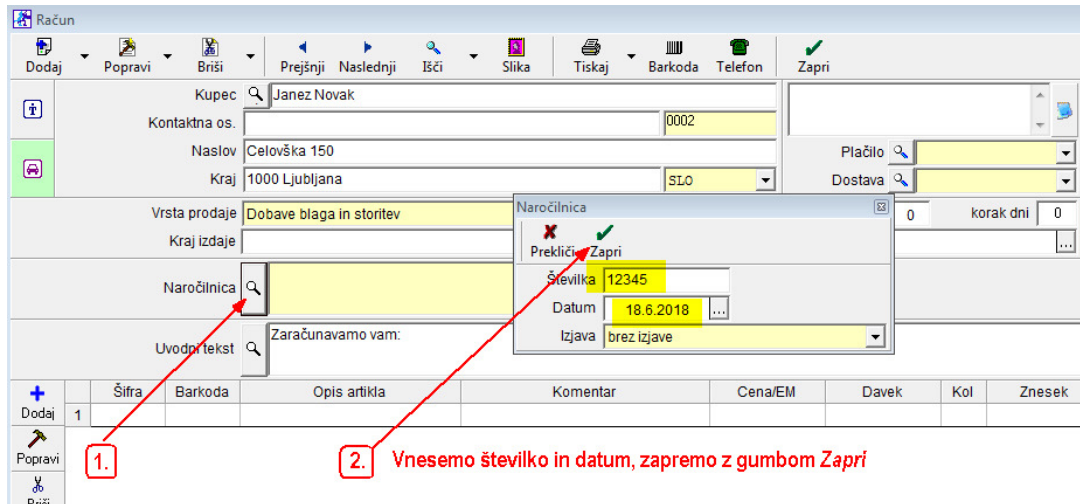 Račun
Dodaj Popravi Briši Prejšnji Naslednji Išči Slika Tiskaj Barkoda Telefon Zapri
Kupec Janez Novak
Kontaktna os. 0002
Naslov Celovška 150
Plačilo
Kraj 1000 Ljubljana SLO
Dostava
Vrsta prodaje Dobave blaga in storitev
0 korak dni 0
Kraj izdaje
...
Naročilnica
Naročilnica
Prekliči Zapri
Številka 12345
Datum 18.6.2018 ...
Izjava brez izjave
Uvodni tekst Zaračunavamo vam:
Šifra Barkoda Opis artikla Komentar Cena/EM Davek Kol Znesek
Dodaj 1
Popravi
Briši
1.
2. Vnesemo številko in datum, zapremo z gumbom Zapri